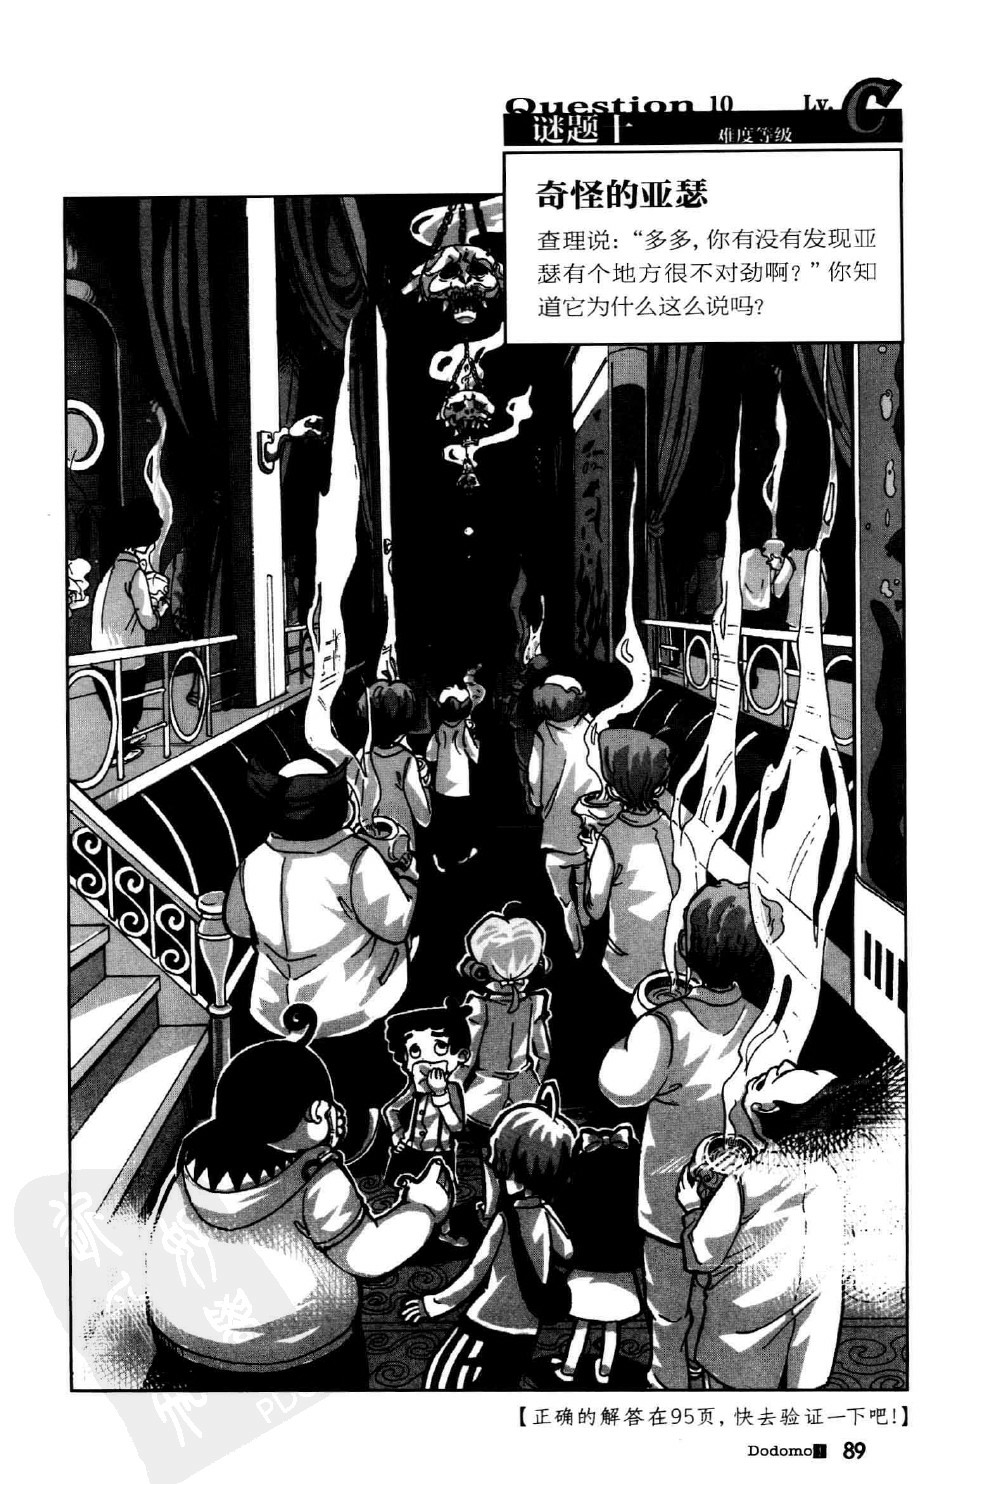 Question 10 Lv. C
谜题十 难度等级
奇怪的亚瑟
查理说：“多多，你有没有发现亚
瑟有个地方很不对劲啊？”你知
道它为什么这么说吗？
【正确的解答在95页，快去验证一下吧！】
Dodomo 89